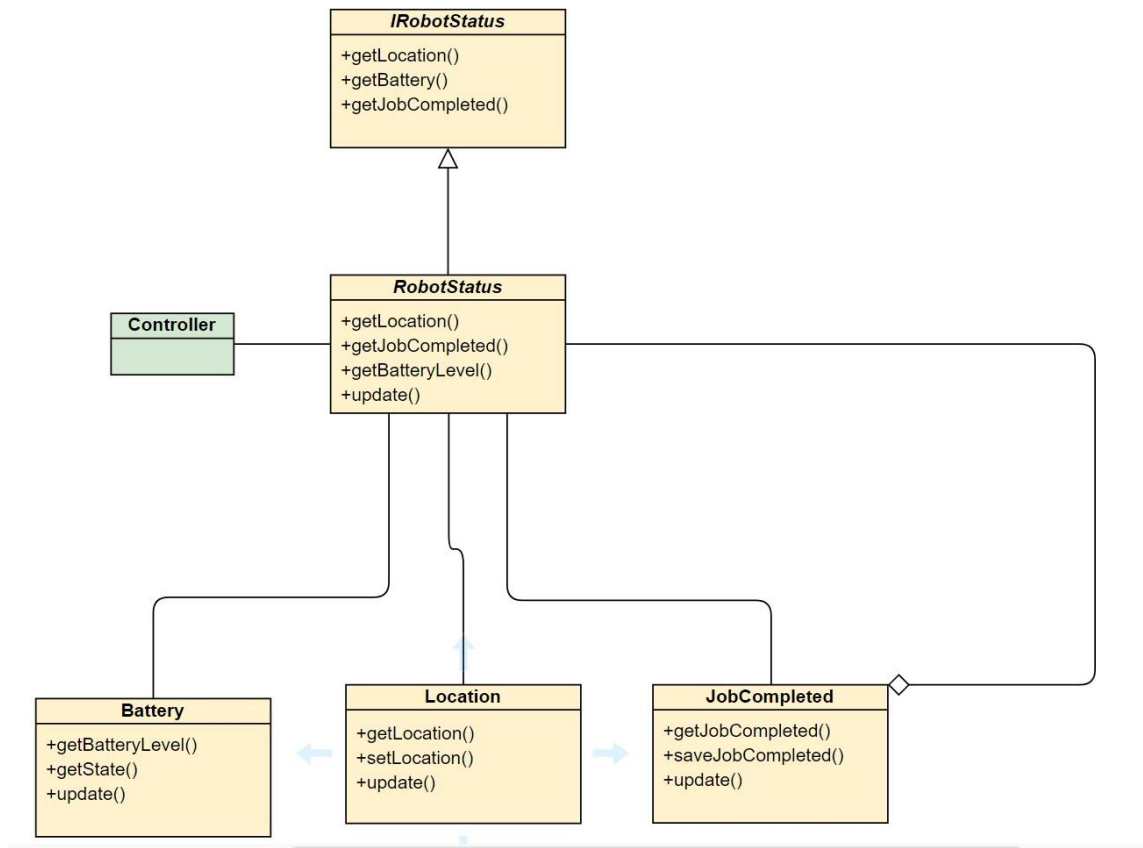 IRobotStatus
+getLocation()
+getBattery()
+getJobCompleted()
RobotStatus
+getLocation()
+getJobCompleted()
+getBatteryLevel()
+update()
Controller
Battery
+getBatteryLevel()
+getState()
+update()
Location
+getLocation()
+setLocation()
+update()
JobCompleted
+getJobCompleted()
+saveJobCompleted()
+update()